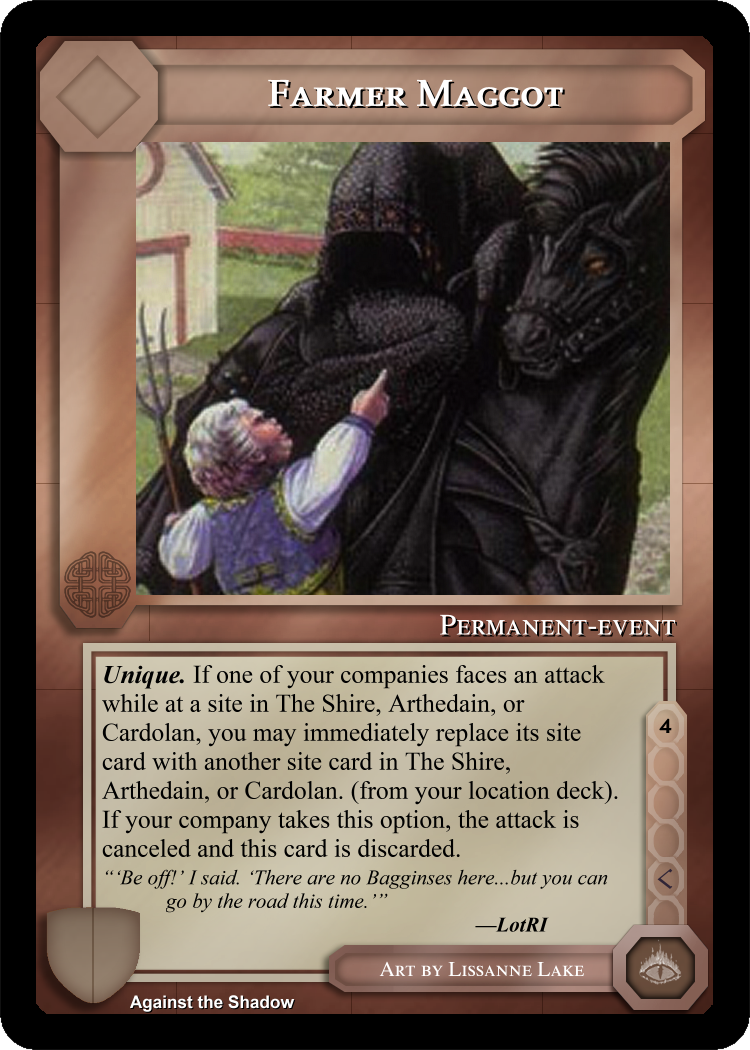 Farmer Maggot
Permanent-event
Unique. If one of your companies faces an attack
while at a site in The Shire, Arthedain, or
Cardolan, you may immediately replace its site
card with another site card in The Shire,
Arthedain, or Cardolan. (from your location deck).
If your company takes this option, the attack is
canceled and this card is discarded.
4
“‘Be off!’ I said. ‘There are no Bagginses here...but you can
go by the road this time.’”
—LotRI
Art by Lissanne Lake
Against the Shadow